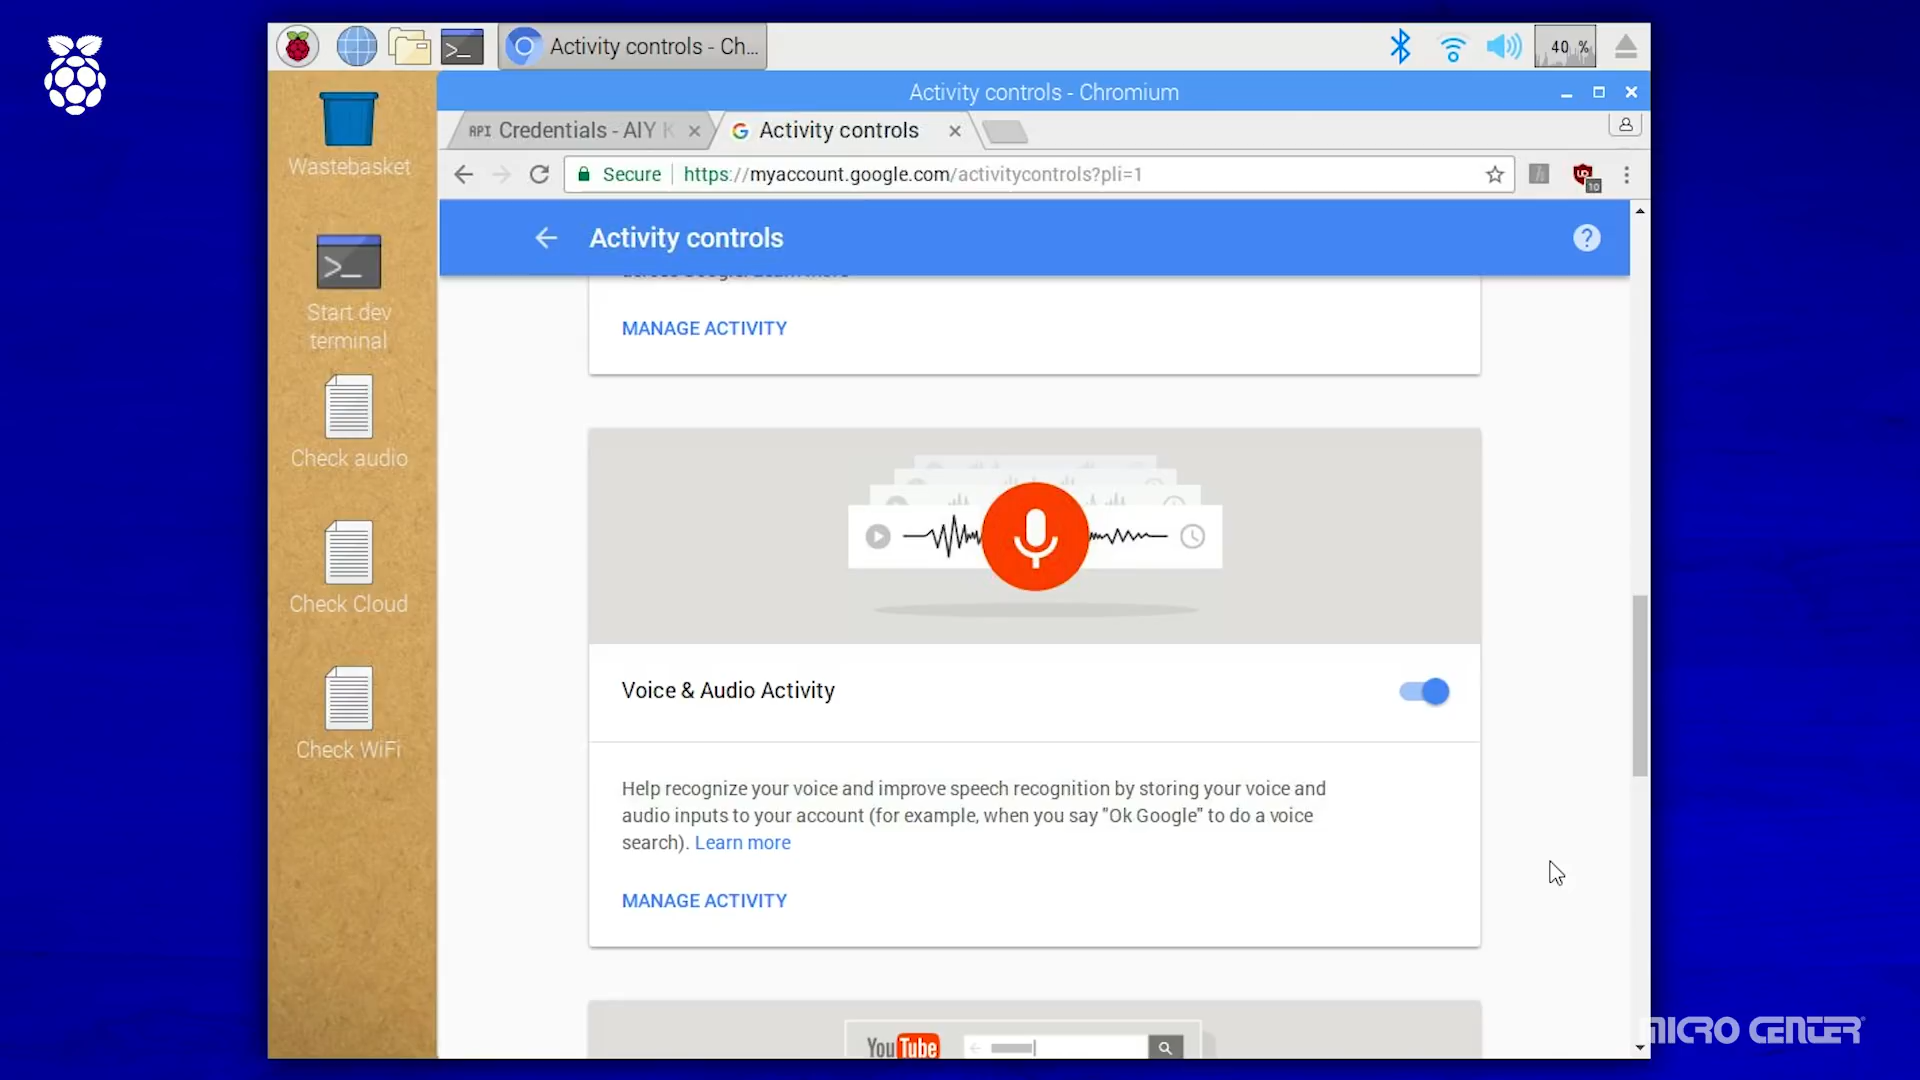 Activity controls - Ch...
40 %
Activity controls - Chromium
API Credentials - AIY K
Activity controls
Secure https://myaccount.google.com/activitycontrols?pli=1
10
Activity controls
MANAGE ACTIVITY
Wastebasket
Start dev
terminal
Check audio
Check Cloud
Check WiFi
Voice & Audio Activity
Help recognize your voice and improve speech recognition by storing your voice and
audio inputs to your account (for example, when you say "Ok Google" to do a voice
search). Learn more
MANAGE ACTIVITY
YouTube
MICRO CENTER